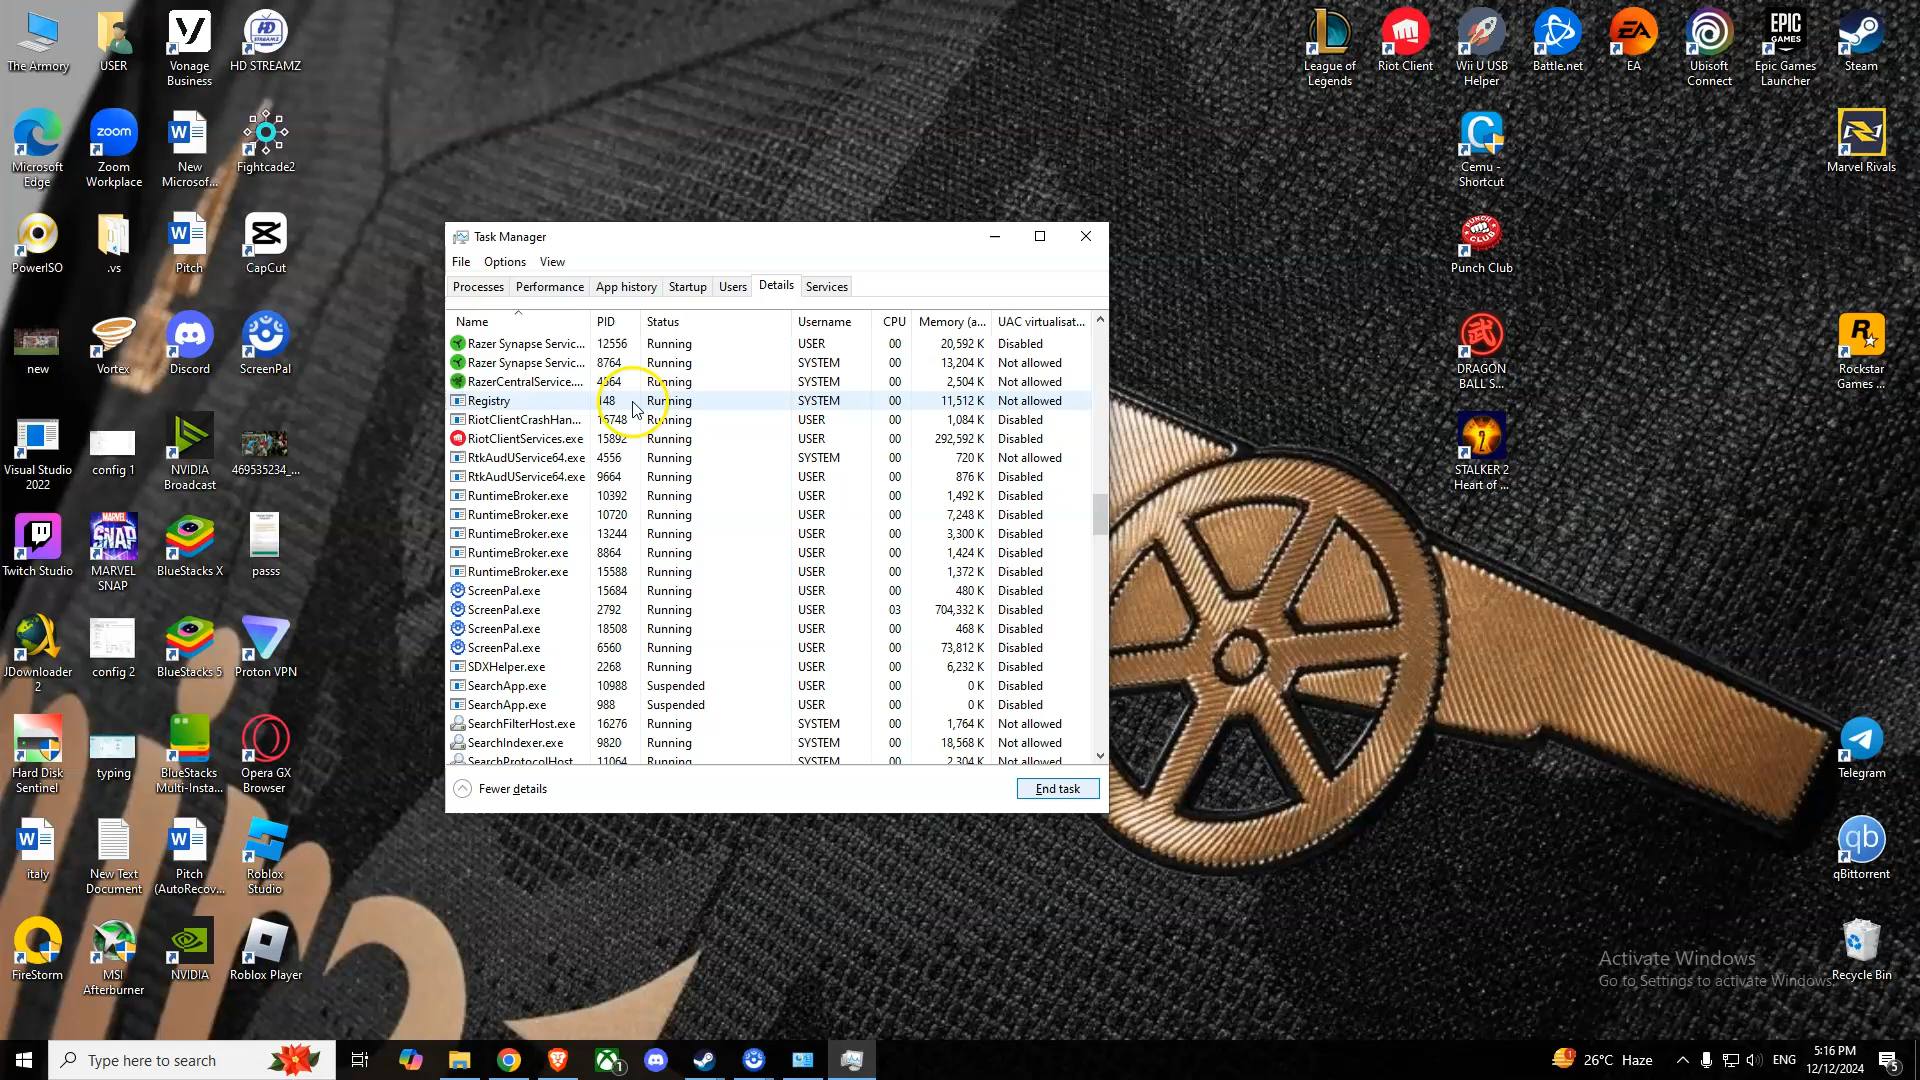 The Armory
USER
Vonage
Business
HD STREAMZ
League of
Legends
Riot Client
Wii U USB
Helper
Battle.net
EA
Ubisoft
Connect
EPIC
GAMES
Epic Games
Launcher
Steam
Microsoft
Edge
zoom
Zoom
Workplace
New
Microsof...
Fightcade2
Cemu -
Shortcut
Marvel Rivals
PowerISO
.vs
Pitch
CapCut
PUNCH
CLUB
Punch Club
new
Vortex
Discord
ScreenPal
DRAGON
BALL S...
Rockstar
Games ...
Visual Studio
2022
config 1
NVIDIA
Broadcast
469535234_...
STALKER 2
Heart of ...
Twitch Studio
MARVEL
SNAP
MARVEL
SNAP
BlueStacks X
passs
JDownloader
2
config 2
BlueStacks 5
Proton VPN
Hard Disk
Sentinel
typing
BlueStacks
Multi-Insta...
Opera GX
Browser
Telegram
italy
New Text
Document
Pitch
(AutoRecov...
Roblox
Studio
qb
qBittorrent
FireStorm
MSI
Afterburner
NVIDIA
Roblox Player
Recycle Bin
Task Manager
File Options View
Processes Performance App history Startup Users Details Services
Name PID Status Username CPU Memory (a... UAC virtualisat...
Razer Synapse Servic... 12556 Running USER 00 20,592 K Disabled
Razer Synapse Servic... 8764 Running SYSTEM 00 13,204 K Not allowed
RazerCentralService.... 4564 Running SYSTEM 00 2,504 K Not allowed
Registry 148 Running SYSTEM 00 11,512 K Not allowed
RiotClientCrashHan... 16748 Running USER 00 1,084 K Disabled
RiotClientServices.exe 15892 Running USER 00 292,592 K Disabled
RtkAudUService64.exe 4556 Running SYSTEM 00 720 K Not allowed
RtkAudUService64.exe 9664 Running USER 00 876 K Disabled
RuntimeBroker.exe 10392 Running USER 00 1,492 K Disabled
RuntimeBroker.exe 10720 Running USER 00 7,248 K Disabled
RuntimeBroker.exe 13244 Running USER 00 3,300 K Disabled
RuntimeBroker.exe 8864 Running USER 00 1,424 K Disabled
RuntimeBroker.exe 15588 Running USER 00 1,372 K Disabled
ScreenPal.exe 15684 Running USER 00 480 K Disabled
ScreenPal.exe 2792 Running USER 03 704,332 K Disabled
ScreenPal.exe 18508 Running USER 00 468 K Disabled
ScreenPal.exe 6560 Running USER 00 73,812 K Disabled
SDXHelper.exe 2268 Running USER 00 6,232 K Disabled
SearchApp.exe 10988 Suspended USER 00 0 K Disabled
SearchApp.exe 988 Suspended USER 00 0 K Disabled
SearchFilterHost.exe 16276 Running SYSTEM 00 1,764 K Not allowed
SearchIndexer.exe 9820 Running SYSTEM 00 18,568 K Not allowed
SearchProtocolHost 11064 Running SYSTEM 00 2,304 K Not allowed
Fewer details End task
Activate Windows
Go to Settings to activate Windows.
Type here to search
26°C Haze
ENG
5:16 PM
12/12/2024
5